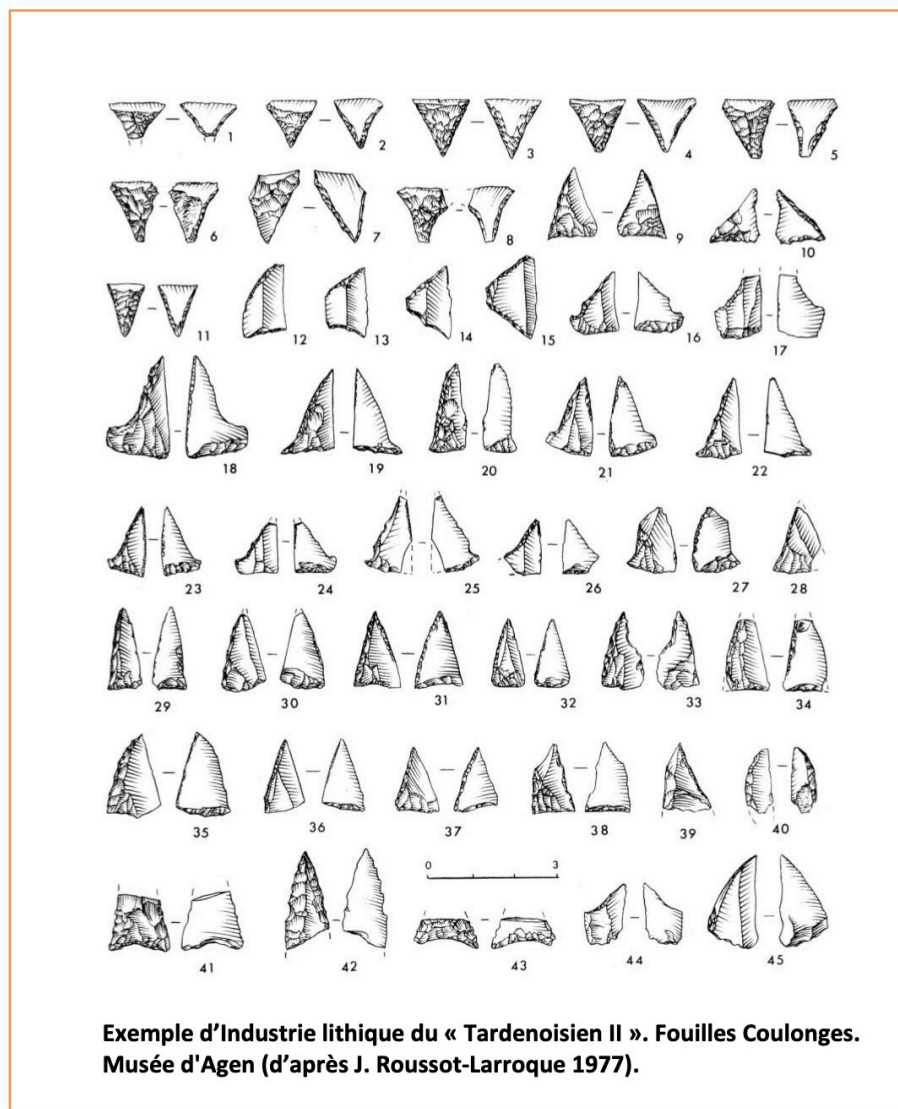 1 2 3 4 5
6 7 8 9 10
11 12 13 14 15 16 17
18 19 20 21 22
23 24 25 26 27 28
29 30 31 32 33 34
35 36 37 38 39 40
0 3
41 42 43 44 45
Exemple d’Industrie lithique du « Tardenoisien II ». Fouilles Coulonges.
Musée d'Agen (d’après J. Roussot-Larroque 1977).